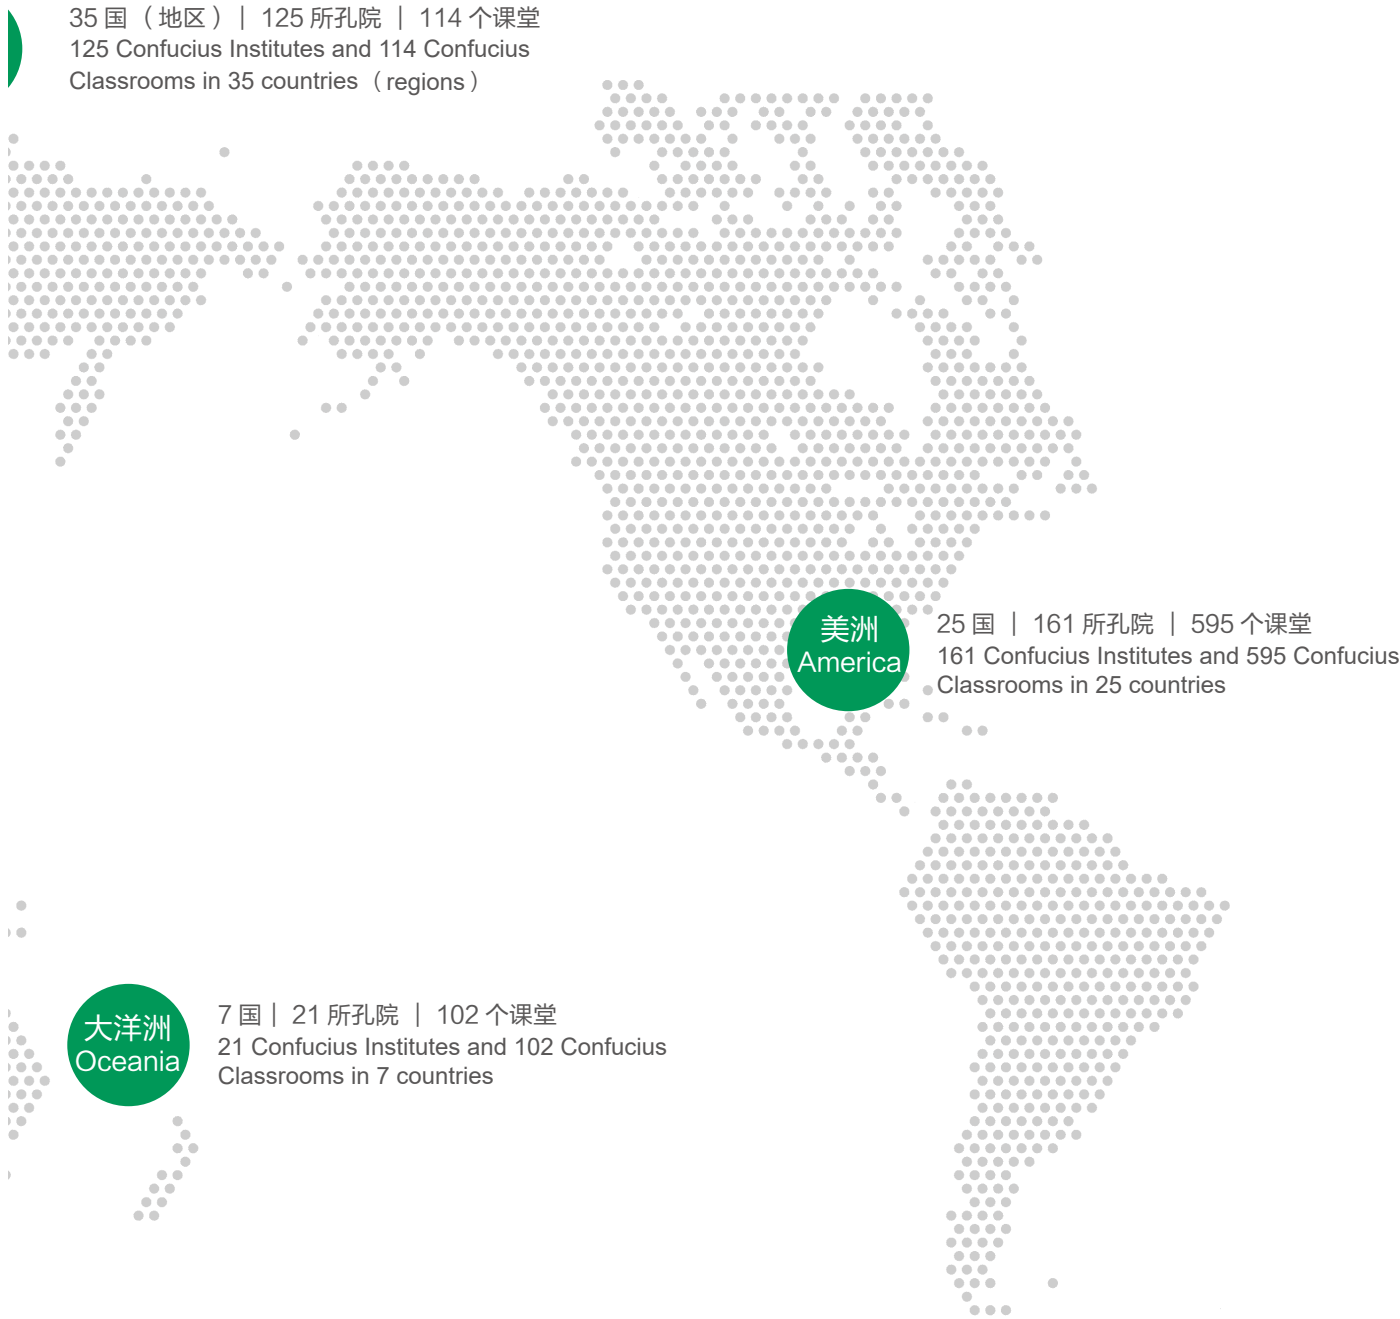 35 国（地区）| 125 所孔院 | 114 个课堂
125 Confucius Institutes and 114 Confucius
Classrooms in 35 countries（regions）
美洲
America
25 国 | 161 所孔院 | 595 个课堂
161 Confucius Institutes and 595 Confucius
Classrooms in 25 countries
大洋洲
Oceania
7 国 | 21 所孔院 | 102 个课堂
21 Confucius Institutes and 102 Confucius
Classrooms in 7 countries